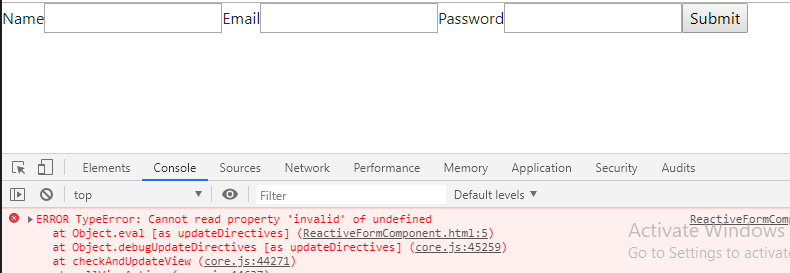 Name Email Password Submit
Elements Console Sources Network Performance Memory Application Security Audits
top Filter Default levels
ERROR TypeError: Cannot read property 'invalid' of undefined ReactiveFormComp
at Object.eval [as updateDirectives] (ReactiveFormComponent.html:5)
at Object.debugUpdateDirectives [as updateDirectives] (core.js:45259)
at checkAndUpdateView (core.js:44271)
Activate Windows
Go to Settings to activat